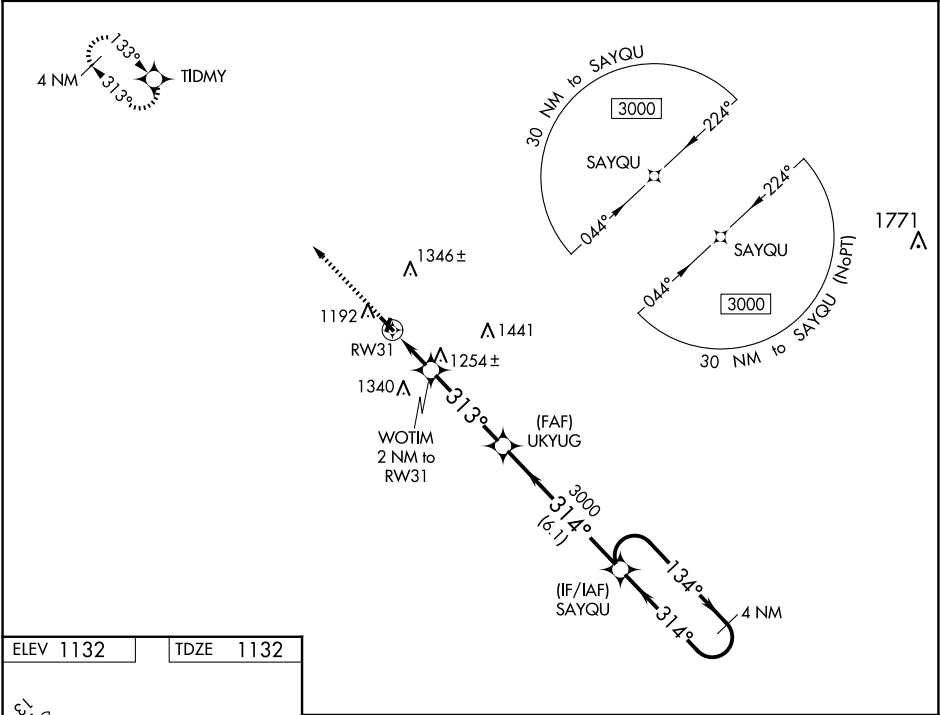 133°
313°
4 NM
TIDMY
30 NM to SAYQU
3000
224°
SAYQU
044°
224°
SAYQU
044°
3000
30 NM to SAYQU (NoPT)
1771
1346±
1192
1441
RW31
1254±
1340
313°
WOTIM
2 NM to
RW31
(FAF)
UKYUG
3000
314°
(6.1)
(IF/IAF)
SAYQU
134°
314°
4 NM
ELEV 1132
TDZE 1132